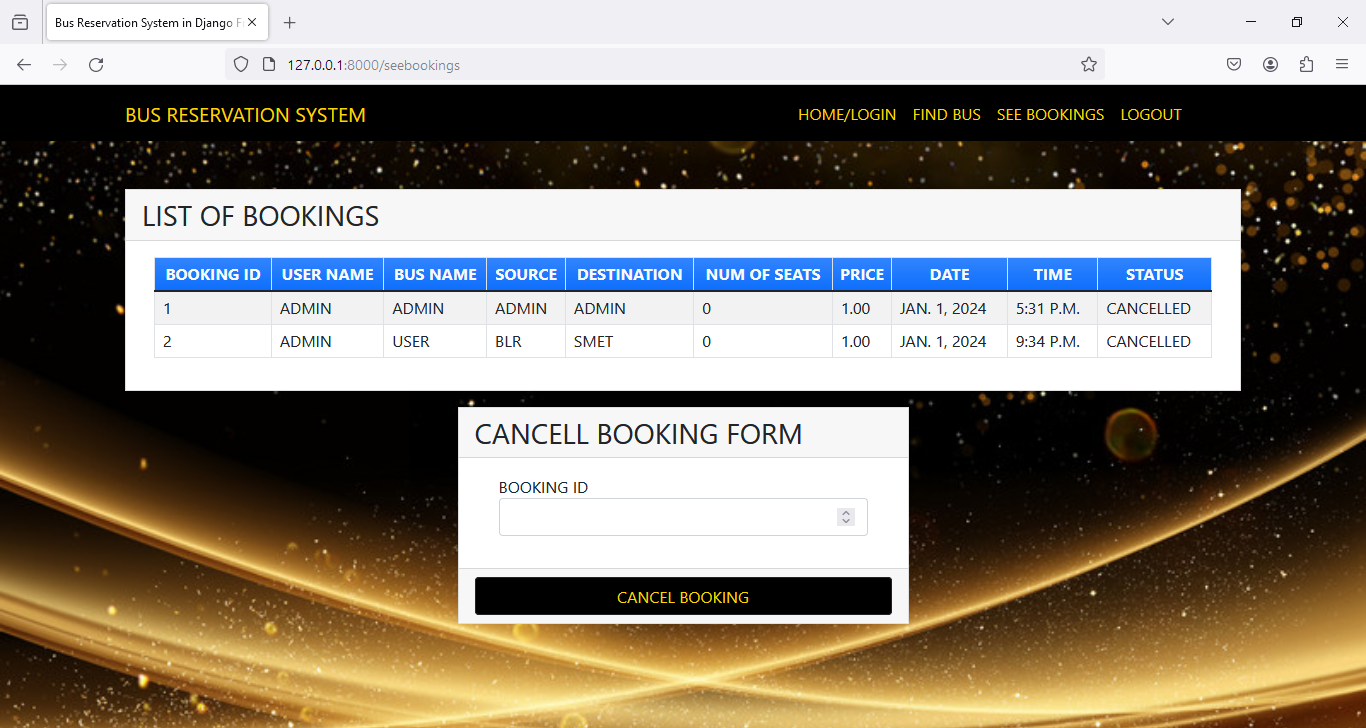 Bus Reservation System in Django F
127.0.0.1:8000/seebookings
BUS RESERVATION SYSTEM HOME/LOGIN FIND BUS SEE BOOKINGS LOGOUT
LIST OF BOOKINGS
BOOKING ID USER NAME BUS NAME SOURCE DESTINATION NUM OF SEATS PRICE DATE TIME STATUS
1 ADMIN ADMIN ADMIN ADMIN 0 1.00 JAN. 1, 2024 5:31 P.M. CANCELLED
2 ADMIN USER BLR SMET 0 1.00 JAN. 1, 2024 9:34 P.M. CANCELLED
CANCELL BOOKING FORM
BOOKING ID
CANCEL BOOKING